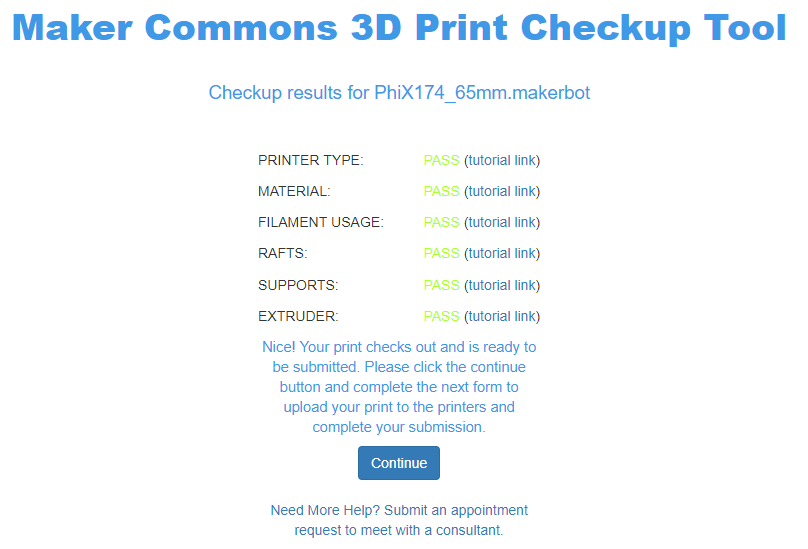 Maker Commons 3D Print Checkup Tool
Checkup results for PhiX174_65mm.makerbot
PRINTER TYPE: PASS (tutorial link)
MATERIAL: PASS (tutorial link)
FILAMENT USAGE: PASS (tutorial link)
RAFTS: PASS (tutorial link)
SUPPORTS: PASS (tutorial link)
EXTRUDER: PASS (tutorial link)
Nice! Your print checks out and is ready to
be submitted. Please click the continue
button and complete the next form to
upload your print to the printers and
complete your submission.
Continue
Need More Help? Submit an appointment
request to meet with a consultant.